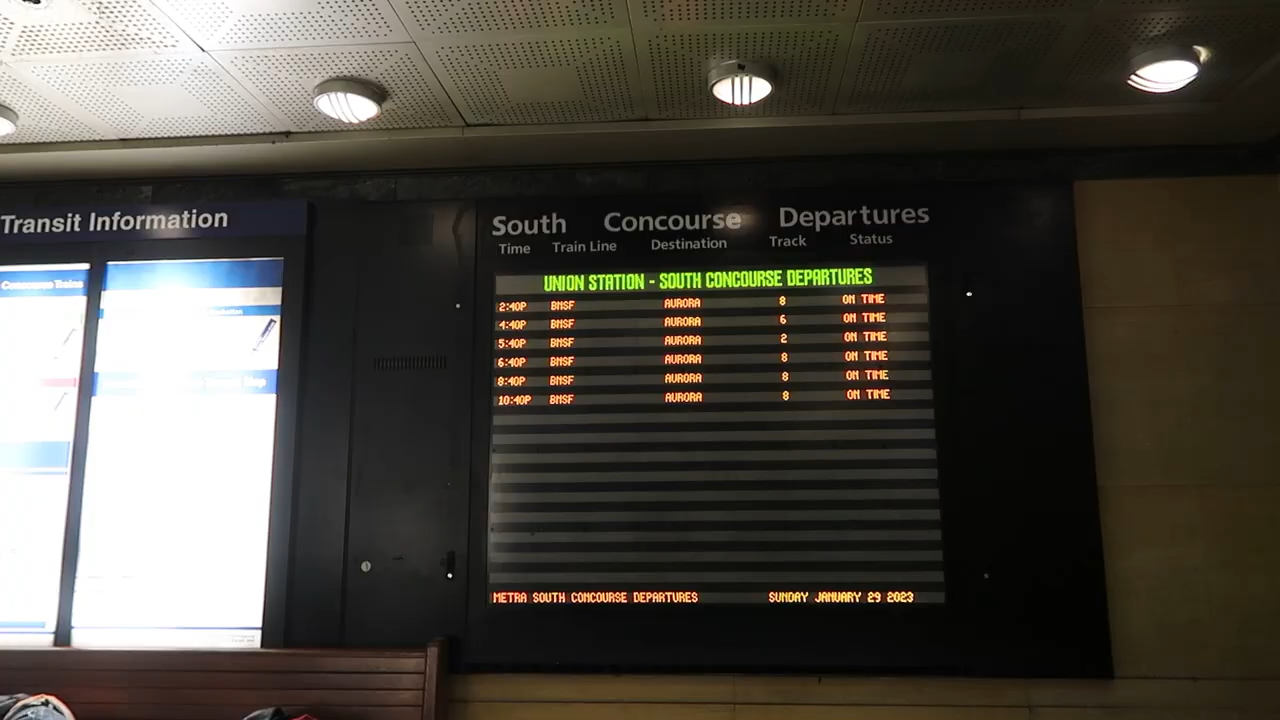 Transit Information
Concourse Trains
South Concourse Departures
Time Train Line Destination Track Status
UNION STATION - SOUTH CONCOURSE DEPARTURES
2:40P BNSF AURORA 8 ON TIME
4:40P BNSF AURORA 6 ON TIME
5:40P BNSF AURORA 2 ON TIME
6:40P BNSF AURORA 8 ON TIME
8:40P BNSF AURORA 8 ON TIME
10:40P BNSF AURORA 8 ON TIME
METRA SOUTH CONCOURSE DEPARTURES SUNDAY JANUARY 29 2023